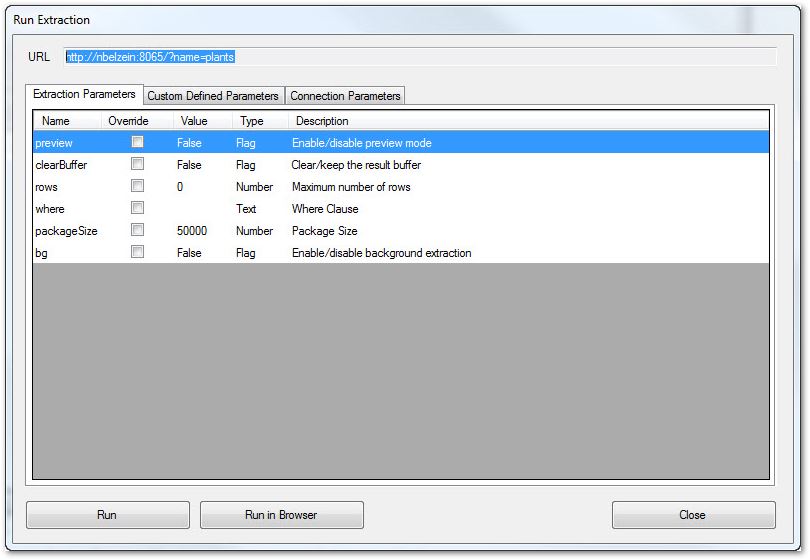 Run Extraction
URL http://nbelzein:8065/?name=plants
Extraction Parameters Custom Defined Parameters Connection Parameters
Name Override Value Type Description
preview False Flag Enable/disable preview mode
clearBuffer False Flag Clear/keep the result buffer
rows 0 Number Maximum number of rows
where Text Where Clause
packageSize 50000 Number Package Size
bg False Flag Enable/disable background extraction
Run Run in Browser Close